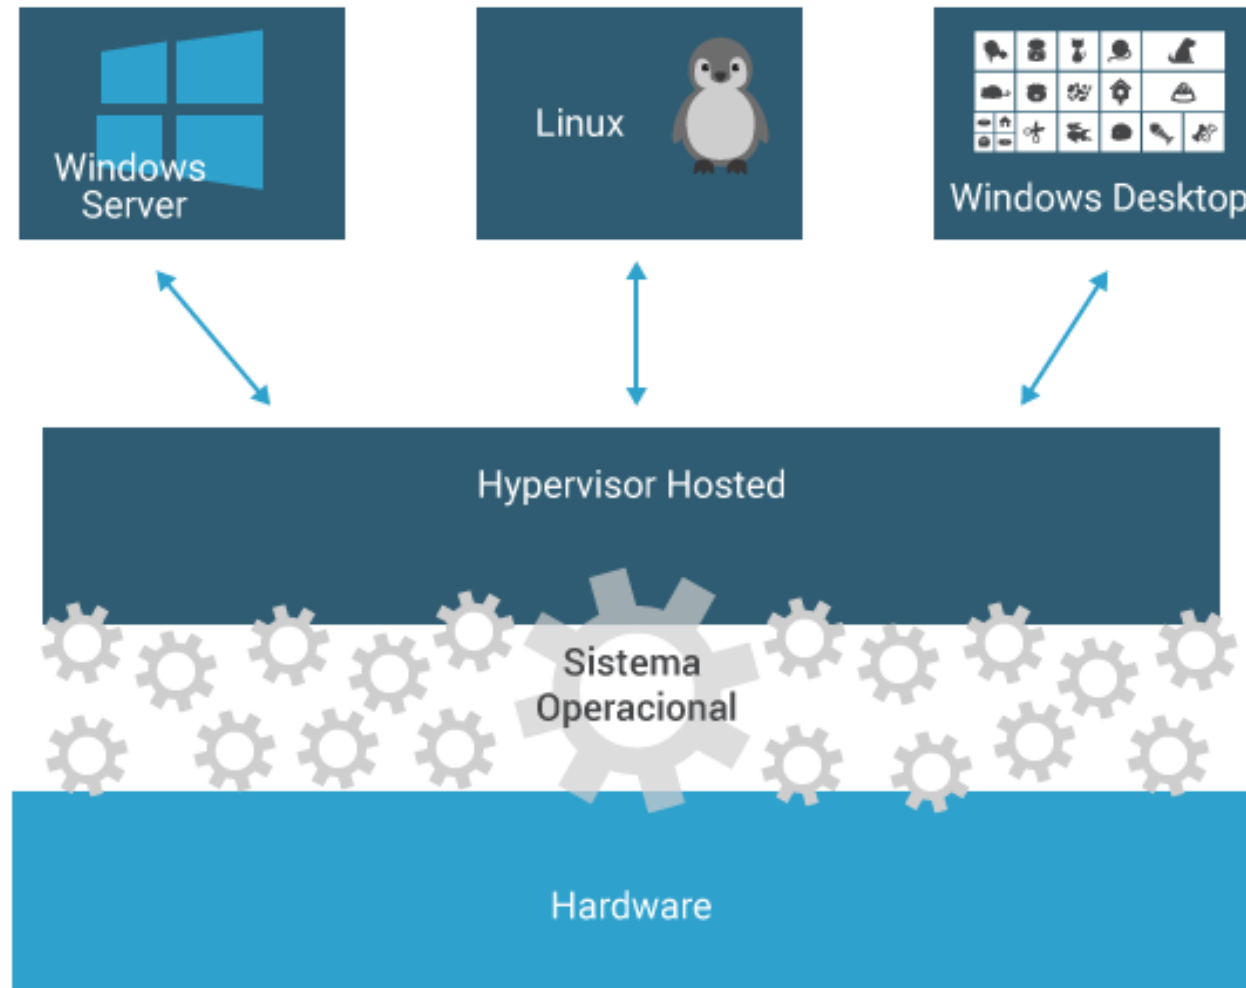 Windows
Server
Linux
Windows Desktop
Hypervisor Hosted
Sistema
Operacional
Hardware